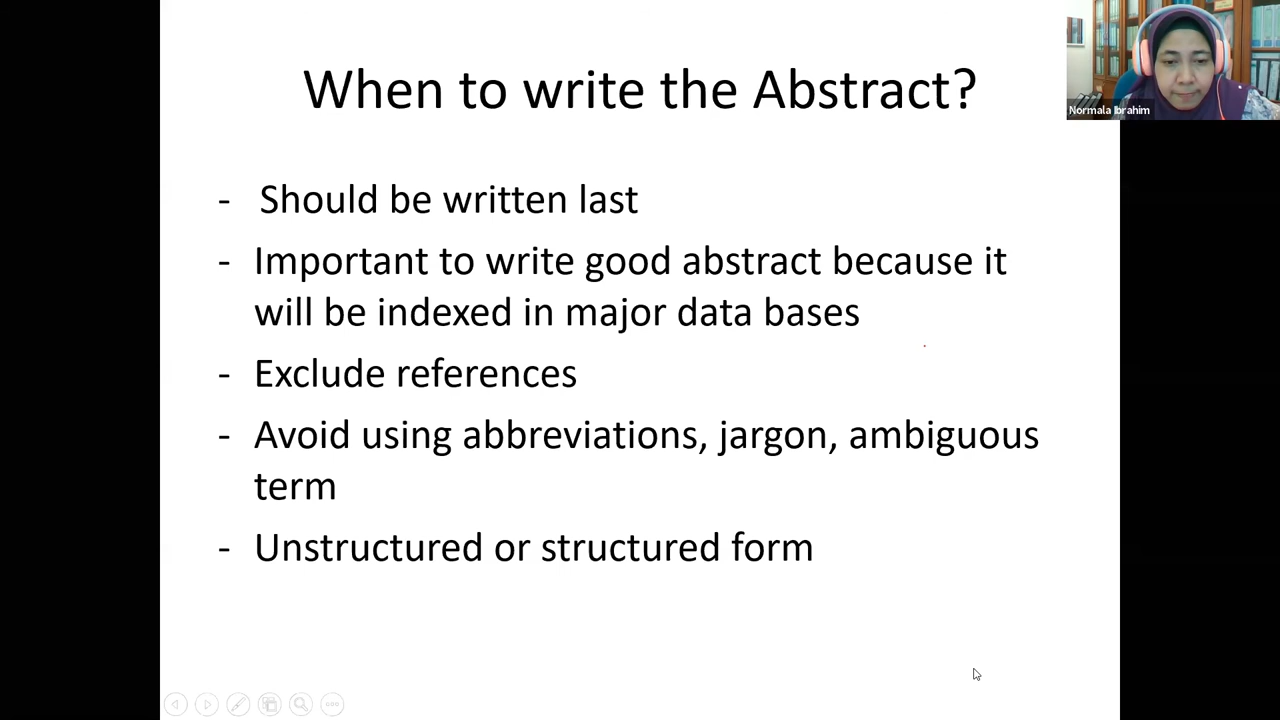 When to write the Abstract?
Normala Ibrahim
- Should be written last
- Important to write good abstract because it
will be indexed in major data bases
- Exclude references
- Avoid using abbreviations, jargon, ambiguous
term
- Unstructured or structured form